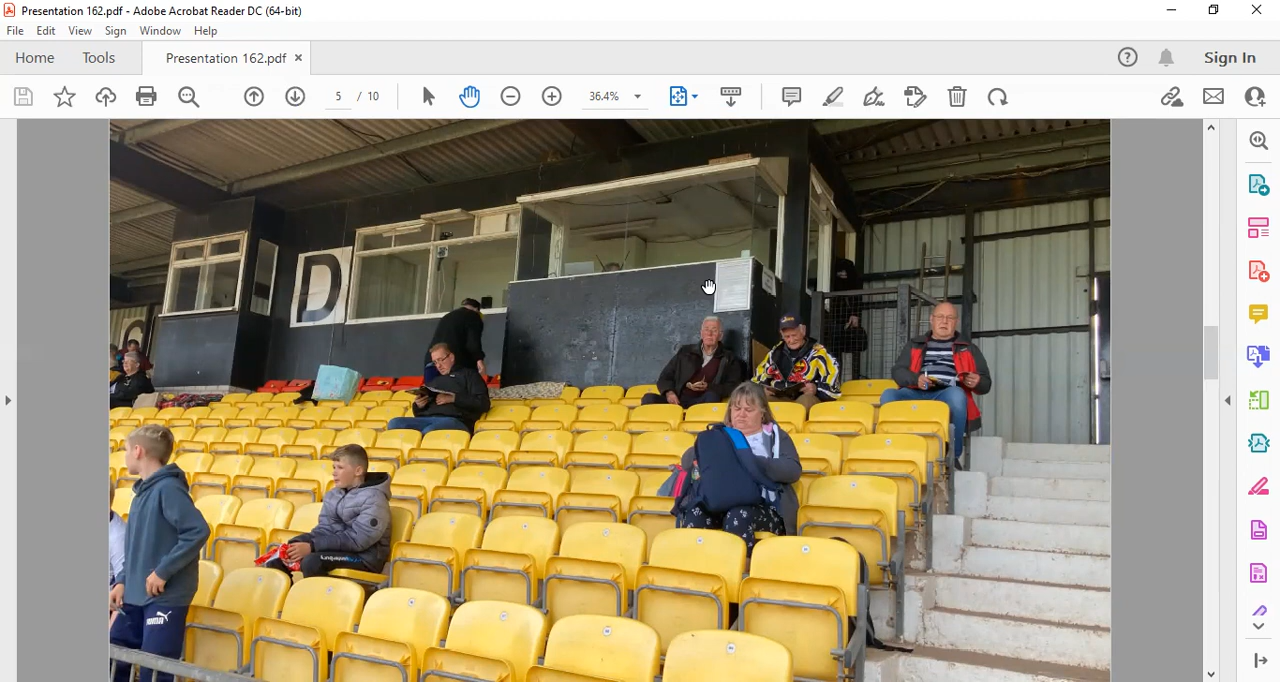 Presentation 162.pdf - Adobe Acrobat Reader DC (64-bit)
File Edit View Sign Window Help
Home Tools Presentation 162.pdf Sign In
5 / 10 36.4%
D
PUMA